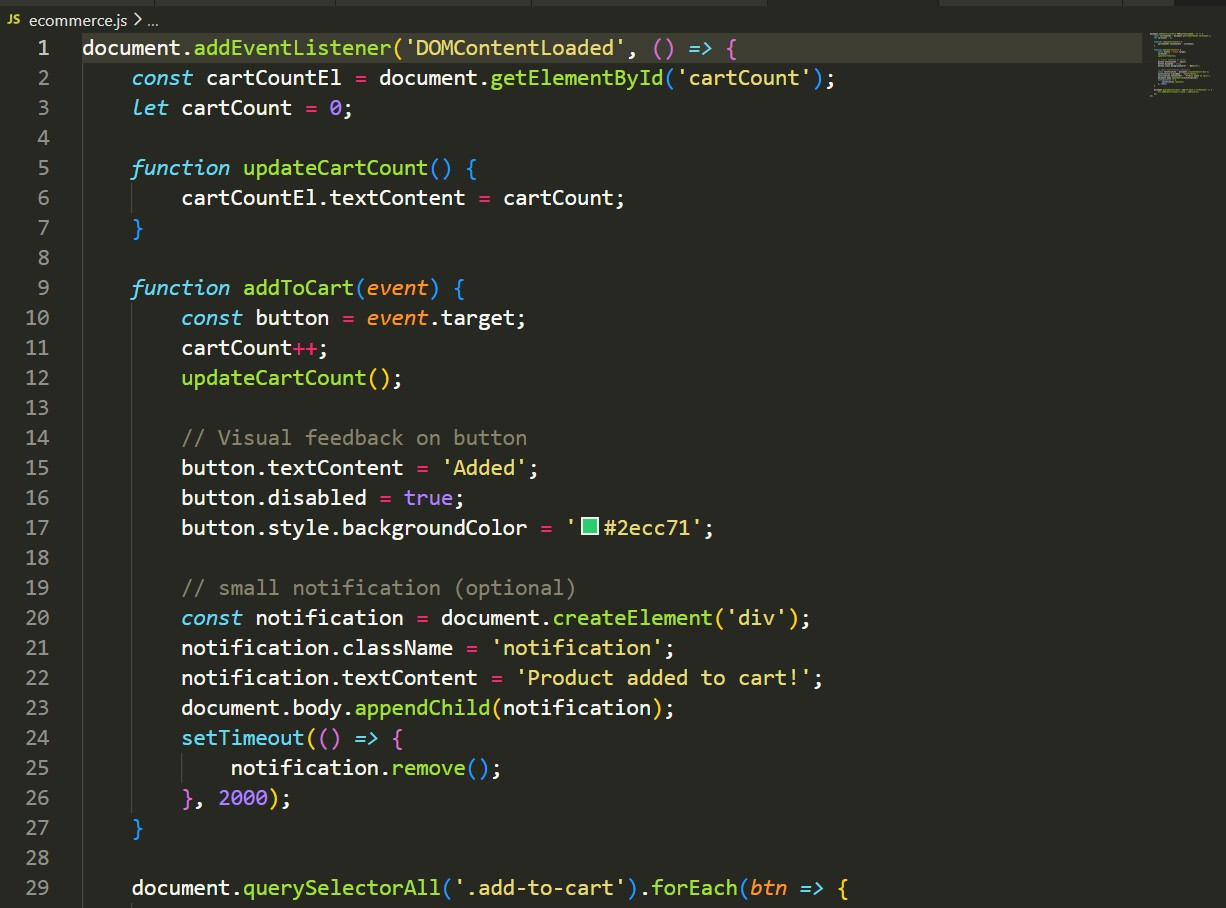 JS ecommerce.js > ...
1 document.addEventListener('DOMContentLoaded', () => {
2     const cartCountEl = document.getElementById('cartCount');
3     let cartCount = 0;
4
5     function updateCartCount() {
6         cartCountEl.textContent = cartCount;
7     }
8
9     function addToCart(event) {
10         const button = event.target;
11         cartCount++;
12         updateCartCount();
13
14         // Visual feedback on button
15         button.textContent = 'Added';
16         button.disabled = true;
17         button.style.backgroundColor = '#2ecc71';
18
19         // small notification (optional)
20         const notification = document.createElement('div');
21         notification.className = 'notification';
22         notification.textContent = 'Product added to cart!';
23         document.body.appendChild(notification);
24         setTimeout(() => {
25             notification.remove();
26         }, 2000);
27     }
28
29     document.querySelectorAll('.add-to-cart').forEach(btn => {